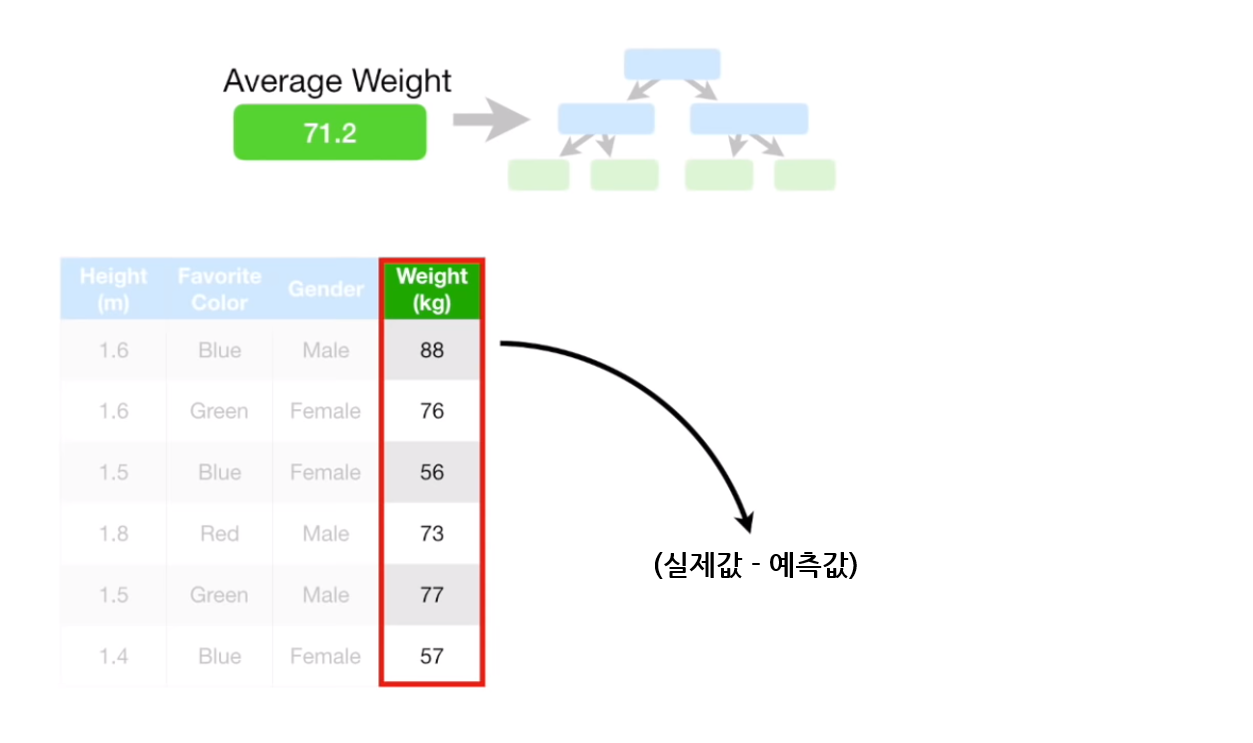 Average Weight
71.2
Height (m) Favorite Color Gender Weight (kg)
1.6 Blue Male 88
1.6 Green Female 76
1.5 Blue Female 56
1.8 Red Male 73
1.5 Green Male 77
1.4 Blue Female 57
(실제값 - 예측값)